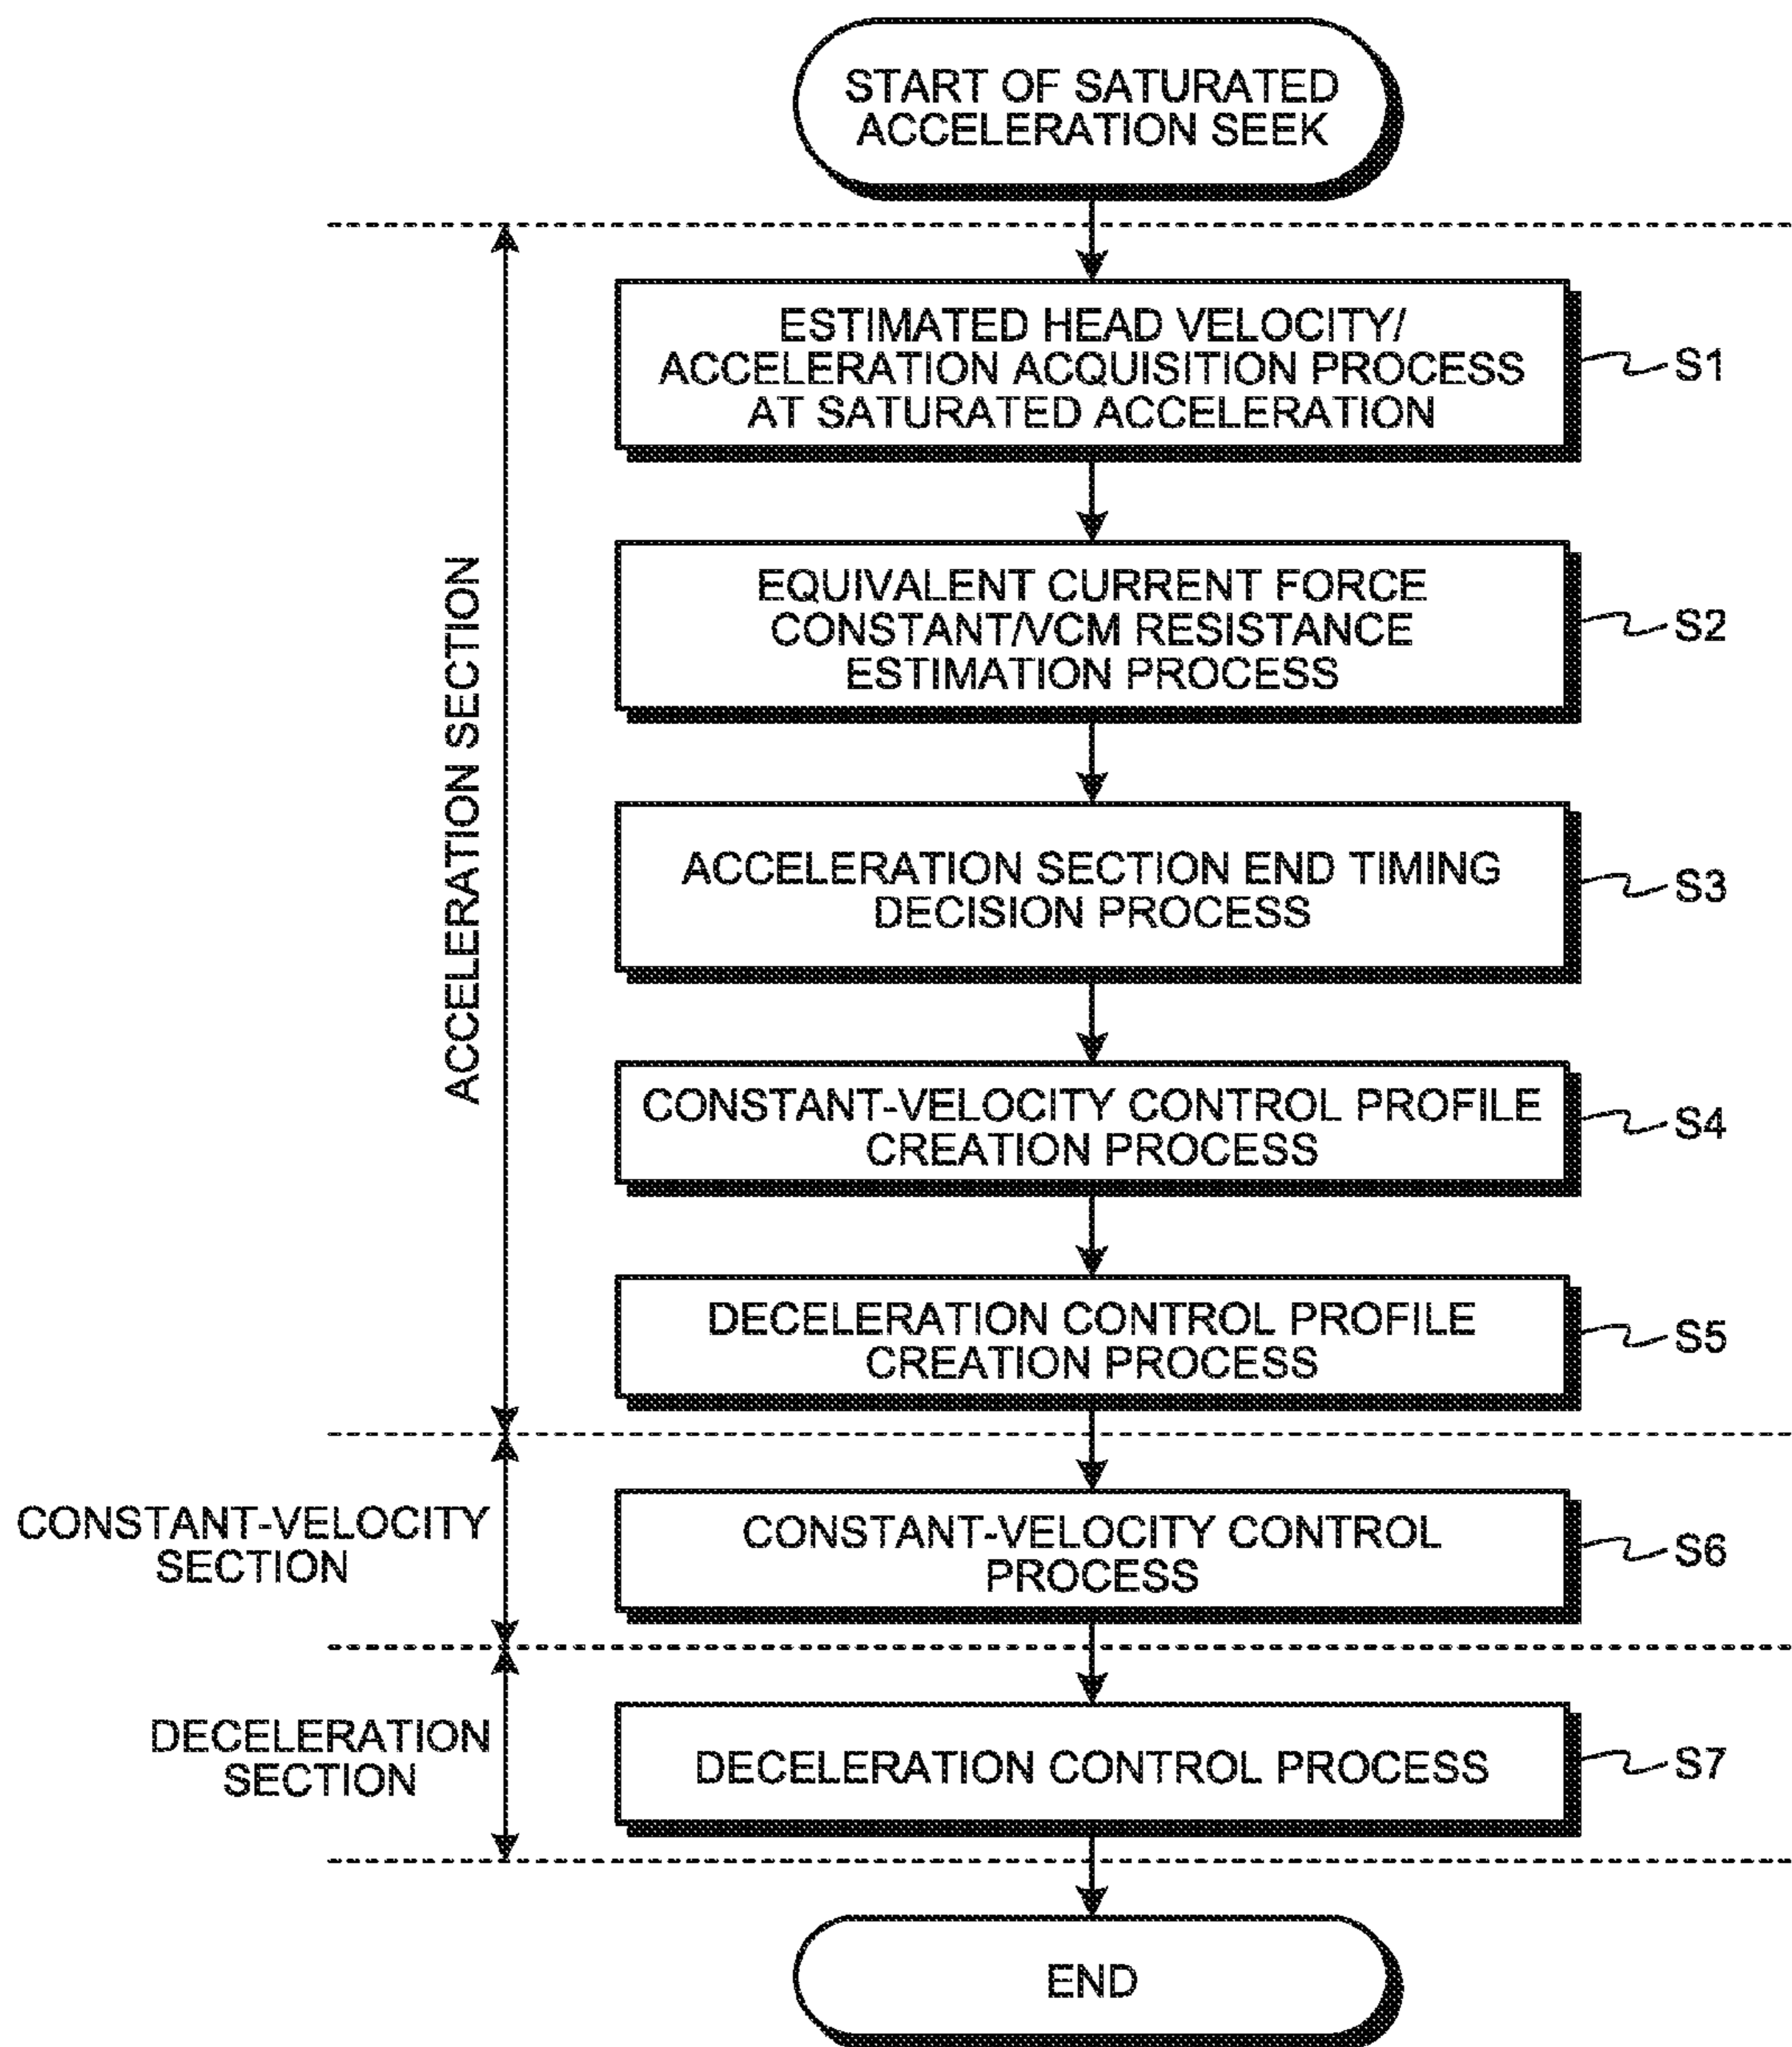 START OF SATURATED
ACCELERATION SEEK
ACCELERATION SECTION
ESTIMATED HEAD VELOCITY/
ACCELERATION ACQUISITION PROCESS
AT SATURATED ACCELERATION
S1
EQUIVALENT CURRENT FORCE
CONSTANT/VCM RESISTANCE
ESTIMATION PROCESS
S2
ACCELERATION SECTION END TIMING
DECISION PROCESS
S3
CONSTANT-VELOCITY CONTROL PROFILE
CREATION PROCESS
S4
DECELERATION CONTROL PROFILE
CREATION PROCESS
S5
CONSTANT-VELOCITY
SECTION
CONSTANT-VELOCITY CONTROL
PROCESS
S6
DECELERATION
SECTION
DECELERATION CONTROL PROCESS
S7
END